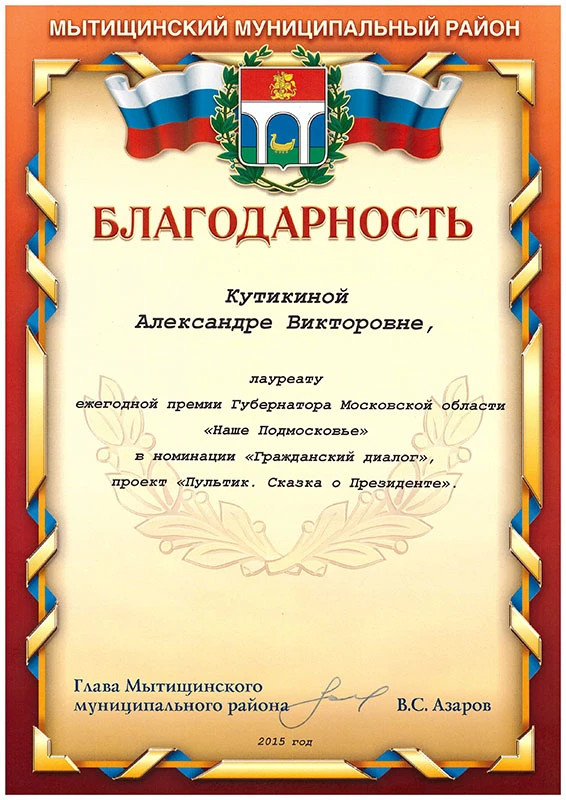 МЫТИЩИНСКИЙ МУНИЦИПАЛЬНЫЙ РАЙОН
БЛАГОДАРНОСТЬ
Кутикиной
Александре Викторовне,
лауреату
ежегодной премии Губернатора Московской области
«Наше Подмосковье»
в номинации «Гражданский диалог»,
проект «Пультик. Сказка о Президенте».
Глава Мытищинского
муниципального района
В.С. Азаров
2015 год